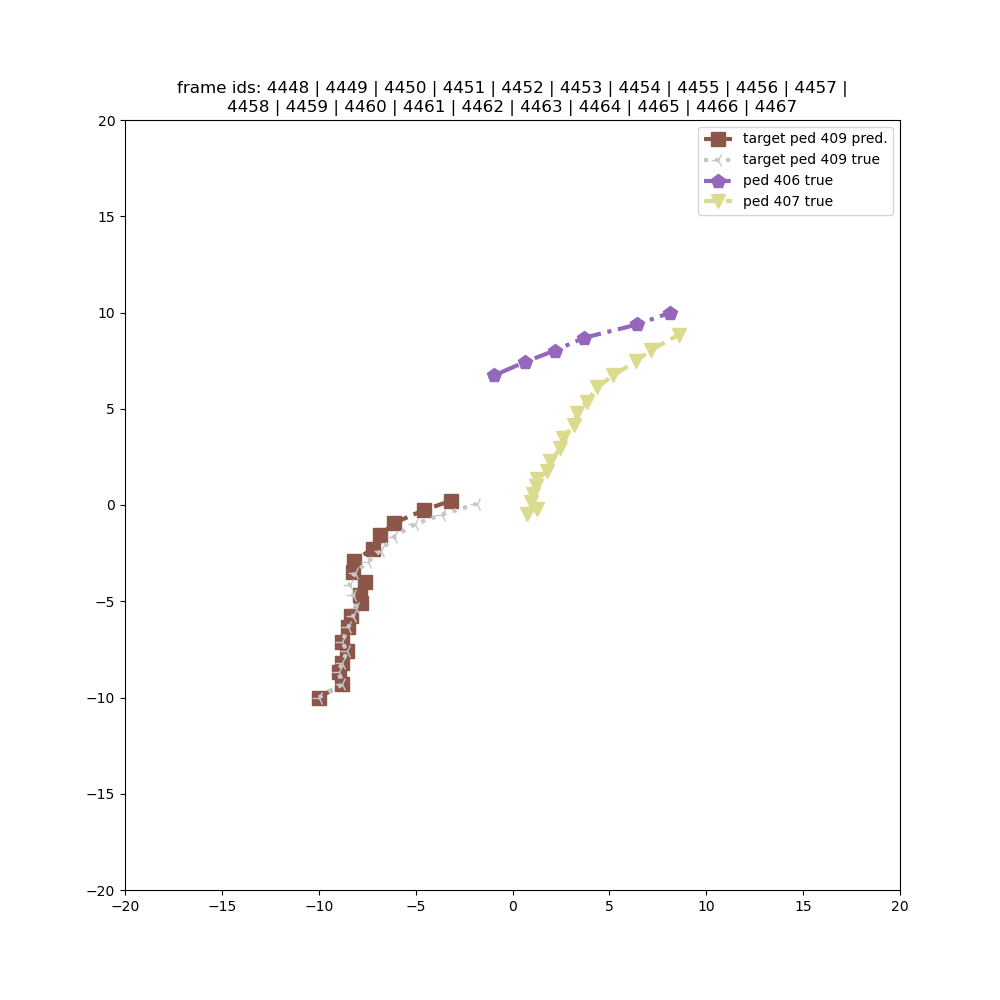 frame ids: 4448 | 4449 | 4450 | 4451 | 4452 | 4453 | 4454 | 4455 | 4456 | 4457 |
4458 | 4459 | 4460 | 4461 | 4462 | 4463 | 4464 | 4465 | 4466 | 4467
target ped 409 pred.
target ped 409 true
ped 406 true
ped 407 true
20
15
10
5
0
−5
−10
−15
−20
−20 −15 −10 −5 0 5 10 15 20